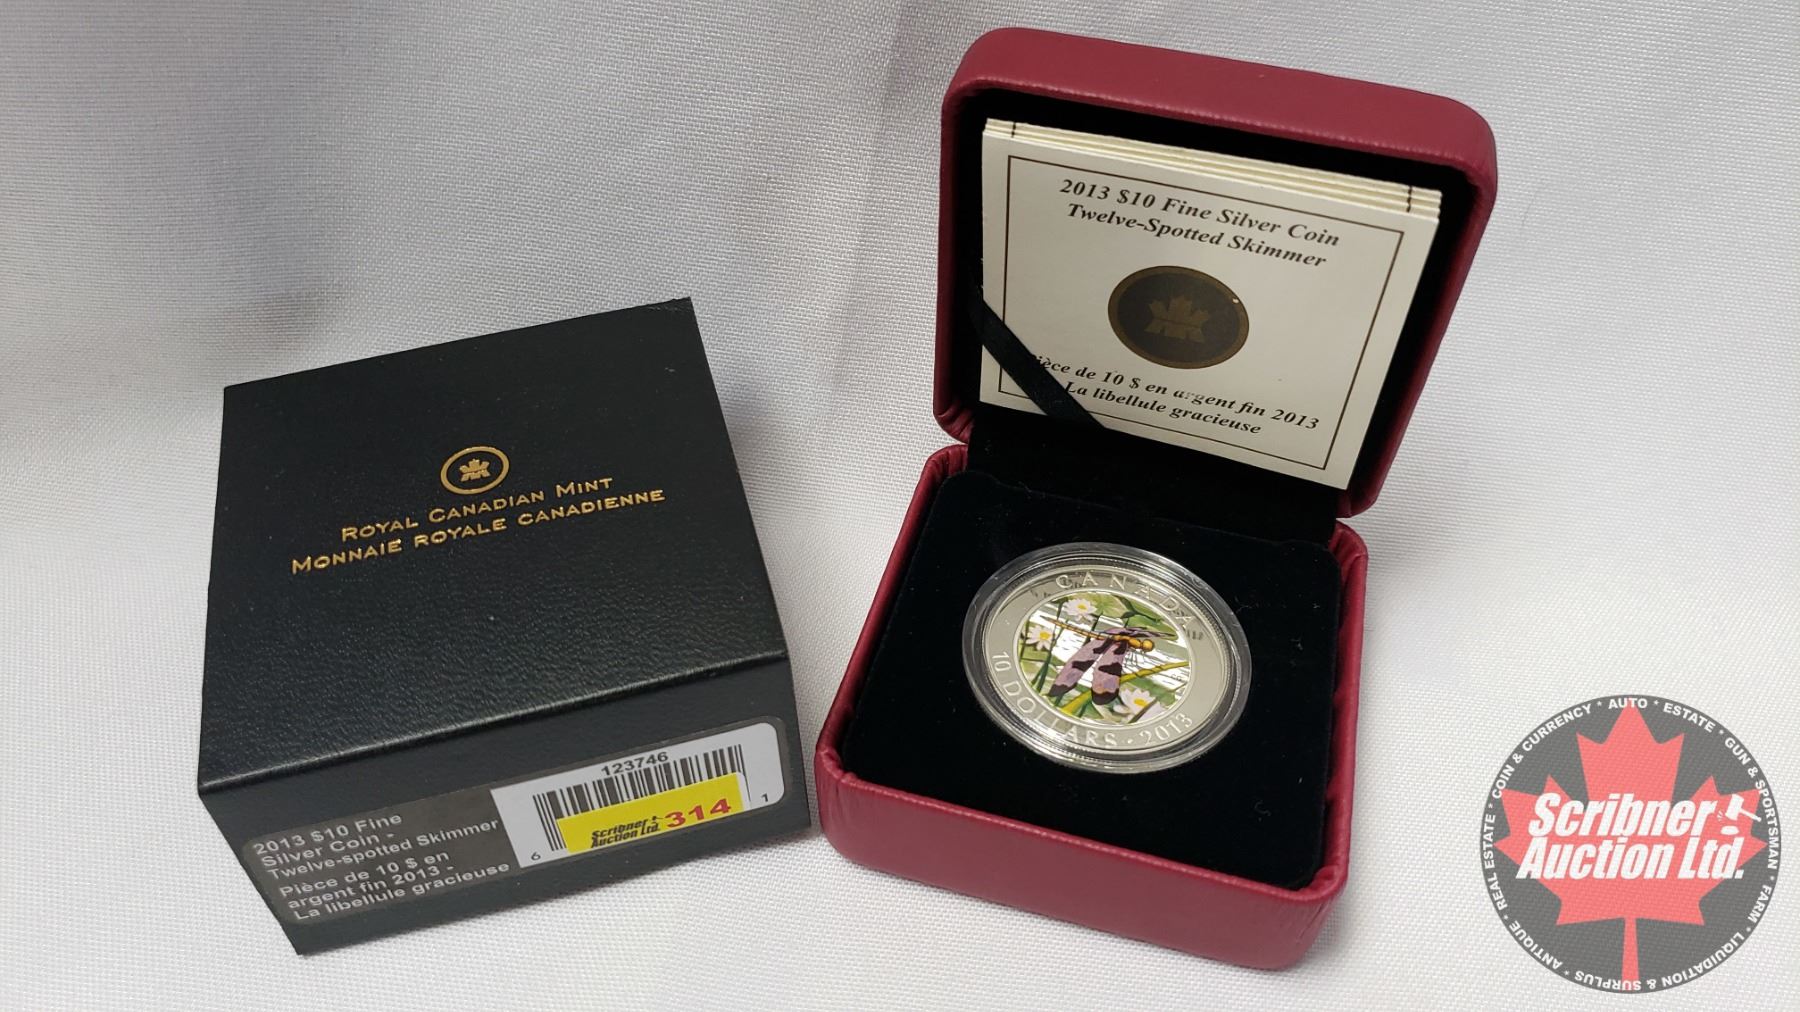 2013 $10 Fine Silver Coin
Twelve-Spotted Skimmer
Pièce de 10 $ en argent fin 2013
La libellule gracieuse
ROYAL CANADIAN MINT
MONNAIE ROYALE CANADIENNE
2013 $10 Fine
Silver Coin -
Twelve-spotted Skimmer
Pièce de 10 $ en
argent fin 2013 -
La libellule gracieuse
123746
6 1
Scribner
Auction Ltd. 314
CANADA
10 DOLLARS • 2013
Scribner
Auction Ltd.
REAL ESTATE * COIN & CURRENCY * AUTO * ESTATE * GUN & SPORTSMAN * FARM * LIQUIDATION & SURPLUS * ANTIQUE *